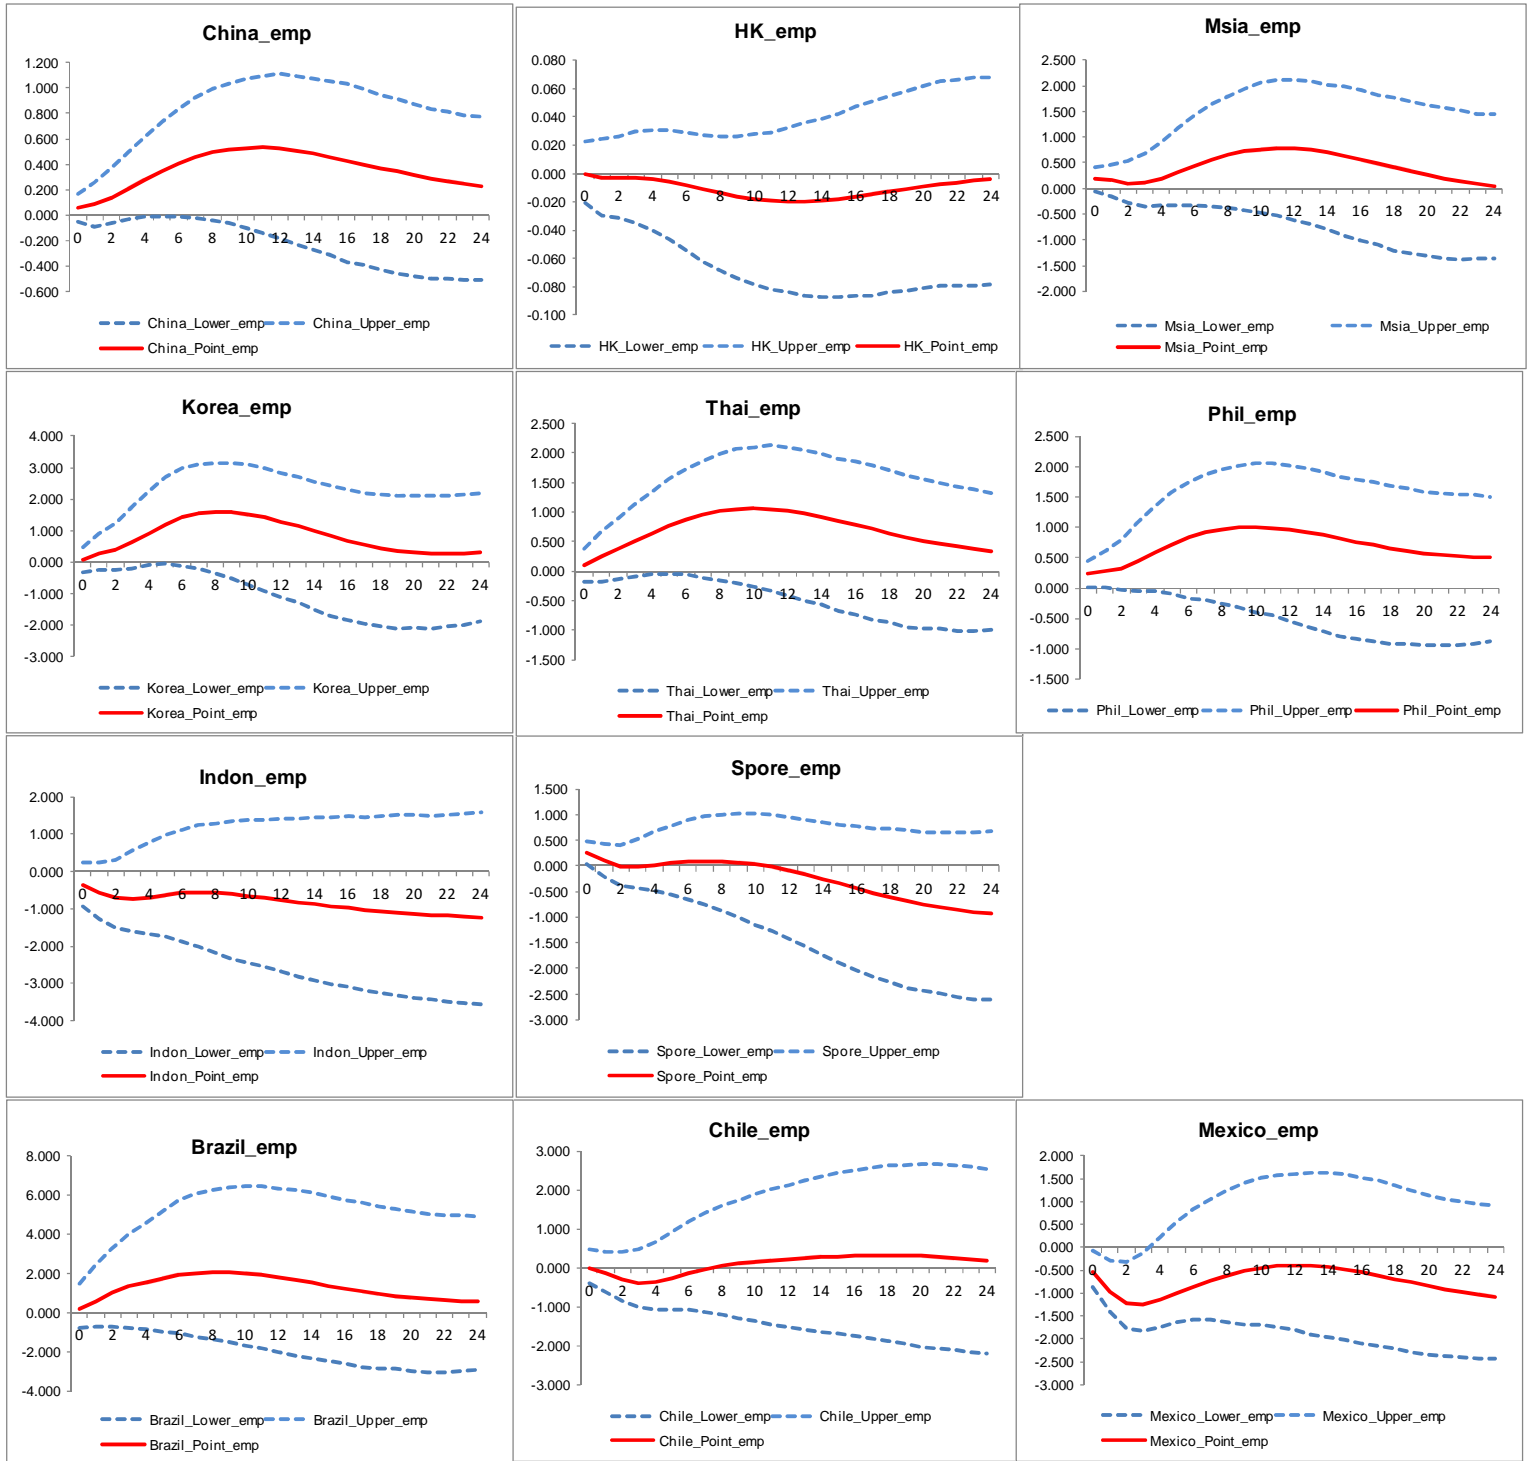 China_emp
1.200
1.000
0.800
0.600
0.400
0.200
0.000
-0.200
-0.400
-0.600
0 2 4 6 8 10 12 14 16 18 20 22 24
China_Lower_emp China_Upper_emp
China_Point_emp
HK_emp
0.080
0.060
0.040
0.020
0.000
-0.020
-0.040
-0.060
-0.080
-0.100
0 2 4 6 8 10 12 14 16 18 20 22 24
HK_Lower_emp HK_Upper_emp HK_Point_emp
Msia_emp
2.500
2.000
1.500
1.000
0.500
0.000
-0.500
-1.000
-1.500
-2.000
0 2 4 6 8 10 12 14 16 18 20 22 24
Msia_Lower_emp Msia_Upper_emp
Msia_Point_emp
Korea_emp
4.000
3.000
2.000
1.000
0.000
-1.000
-2.000
-3.000
0 2 4 6 8 10 12 14 16 18 20 22 24
Korea_Lower_emp Korea_Upper_emp
Korea_Point_emp
Thai_emp
2.500
2.000
1.500
1.000
0.500
0.000
-0.500
-1.000
-1.500
0 2 4 6 8 10 12 14 16 18 20 22 24
Thai_Lower_emp Thai_Upper_emp
Thai_Point_emp
Phil_emp
2.500
2.000
1.500
1.000
0.500
0.000
-0.500
-1.000
-1.500
0 2 4 6 8 10 12 14 16 18 20 22 24
Phil_Lower_emp Phil_Upper_emp Phil_Point_emp
Indon_emp
2.000
1.000
0.000
-1.000
-2.000
-3.000
-4.000
0 2 4 6 8 10 12 14 16 18 20 22 24
Indon_Lower_emp Indon_Upper_emp
Indon_Point_emp
Spore_emp
1.500
1.000
0.500
0.000
-0.500
-1.000
-1.500
-2.000
-2.500
-3.000
0 2 4 6 8 10 12 14 16 18 20 22 24
Spore_Lower_emp Spore_Upper_emp
Spore_Point_emp
Brazil_emp
8.000
6.000
4.000
2.000
0.000
-2.000
-4.000
0 2 4 6 8 10 12 14 16 18 20 22 24
Brazil_Lower_emp Brazil_Upper_emp
Brazil_Point_emp
Chile_emp
3.000
2.000
1.000
0.000
-1.000
-2.000
-3.000
0 2 4 6 8 10 12 14 16 18 20 22 24
Chile_Lower_emp Chile_Upper_emp
Chile_Point_emp
Mexico_emp
2.000
1.500
1.000
0.500
0.000
-0.500
-1.000
-1.500
-2.000
-2.500
-3.000
0 2 4 6 8 10 12 14 16 18 20 22 24
Mexico_Lower_emp Mexico_Upper_emp
Mexico_Point_emp